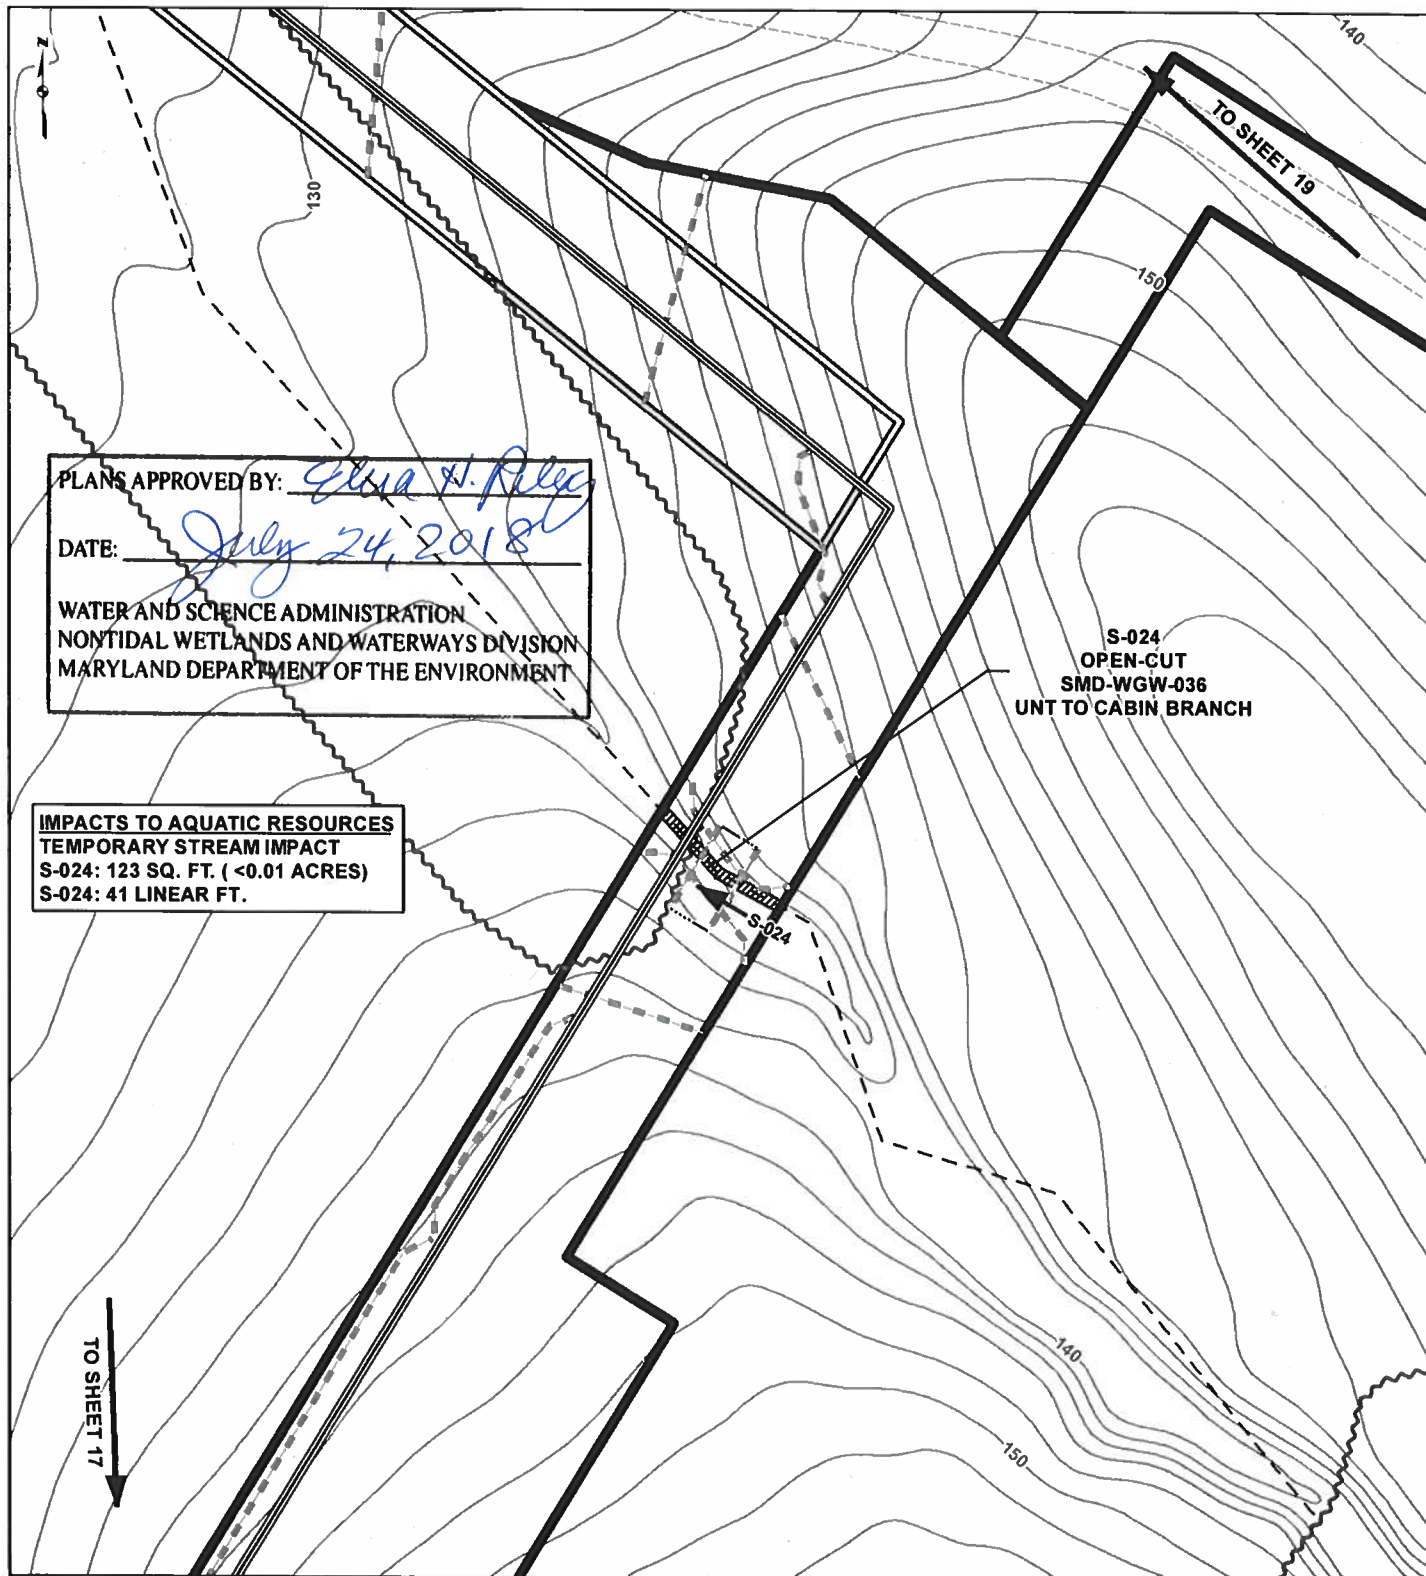 140
N
TO SHEET 19
130
150
PLANS APPROVED BY: Elisa N. Riley
DATE: July 24, 2018
WATER AND SCIENCE ADMINISTRATION
NONTIDAL WETLANDS AND WATERWAYS DIVISION
MARYLAND DEPARTMENT OF THE ENVIRONMENT
S-024
OPEN-CUT
SMD-WGW-036
UNT TO CABIN BRANCH
IMPACTS TO AQUATIC RESOURCES
TEMPORARY STREAM IMPACT
S-024: 123 SQ. FT. ( <0.01 ACRES)
S-024: 41 LINEAR FT.
S-024
TO SHEET 17
140
150